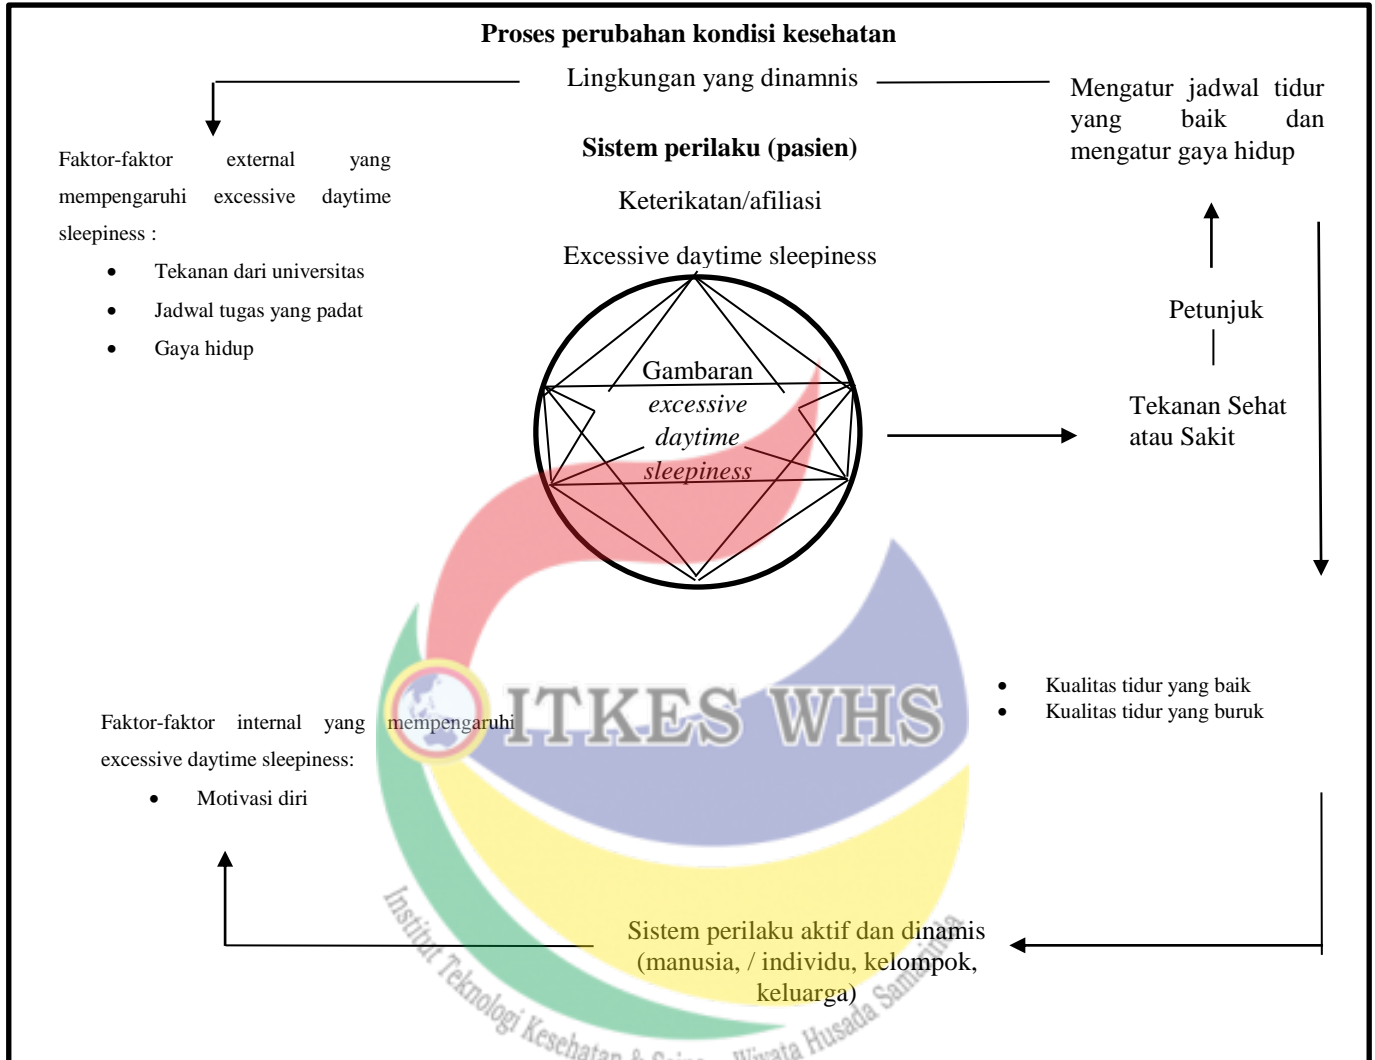 Proses perubahan kondisi kesehatan
Lingkungan yang dinamnis
Mengatur jadwal tidur
yang baik dan
mengatur gaya hidup
Faktor-faktor external yang
mempengaruhi excessive daytime
sleepiness :
• Tekanan dari universitas
• Jadwal tugas yang padat
• Gaya hidup
Sistem perilaku (pasien)
Keterikatan/afiliasi
Excessive daytime sleepiness
Gambaran
excessive
daytime
sleepiness
Petunjuk
Tekanan Sehat
atau Sakit
ITKES WHS
• Kualitas tidur yang baik
• Kualitas tidur yang buruk
Faktor-faktor internal yang mempengaruhi
excessive daytime sleepiness:
• Motivasi diri
Sistem perilaku aktif dan dinamis
(manusia, / individu, kelompok,
keluarga)
Institut Teknologi Kesehatan & Sains Wiyata Husada Samarinda